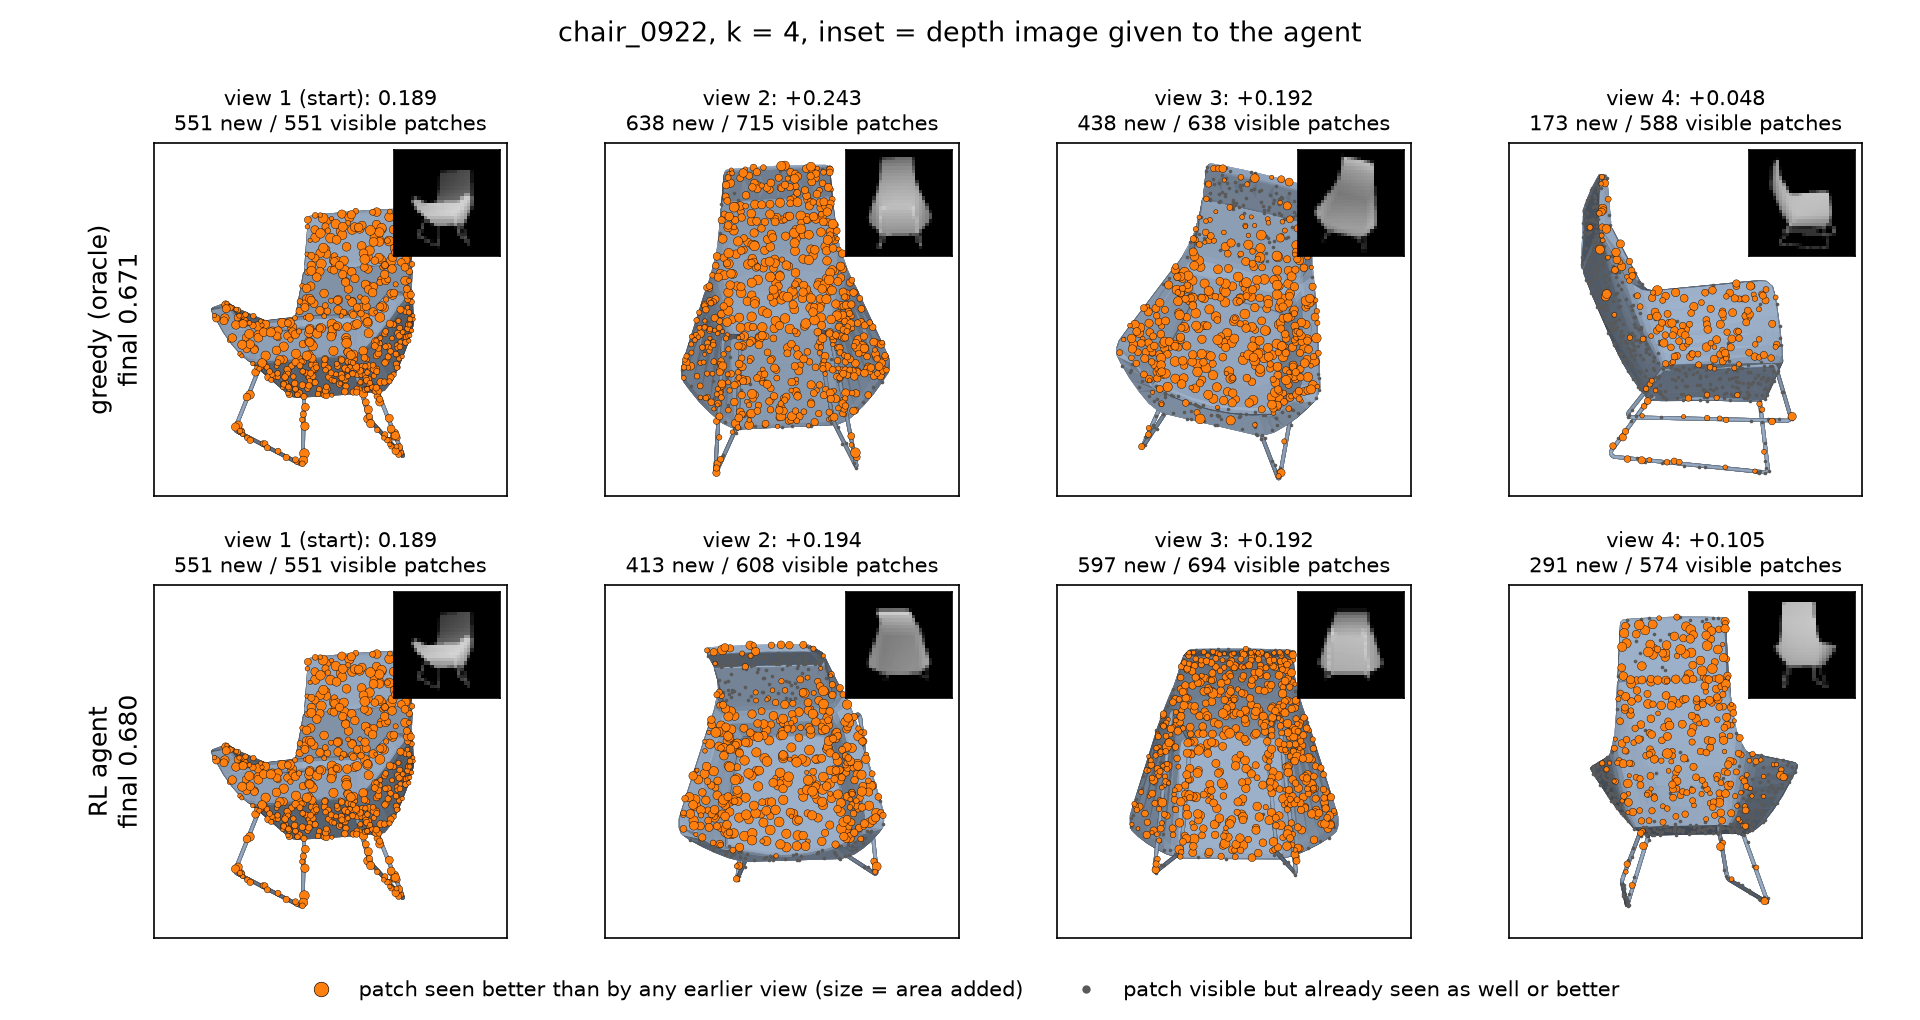 chair_0922, k = 4, inset = depth image given to the agent
view 1 (start): 0.189
551 new / 551 visible patches
view 2: +0.243
638 new / 715 visible patches
view 3: +0.192
438 new / 638 visible patches
view 4: +0.048
173 new / 588 visible patches
greedy (oracle)
final 0.671
view 1 (start): 0.189
551 new / 551 visible patches
view 2: +0.194
413 new / 608 visible patches
view 3: +0.192
597 new / 694 visible patches
view 4: +0.105
291 new / 574 visible patches
RL agent
final 0.680
patch seen better than by any earlier view (size = area added)
patch visible but already seen as well or better